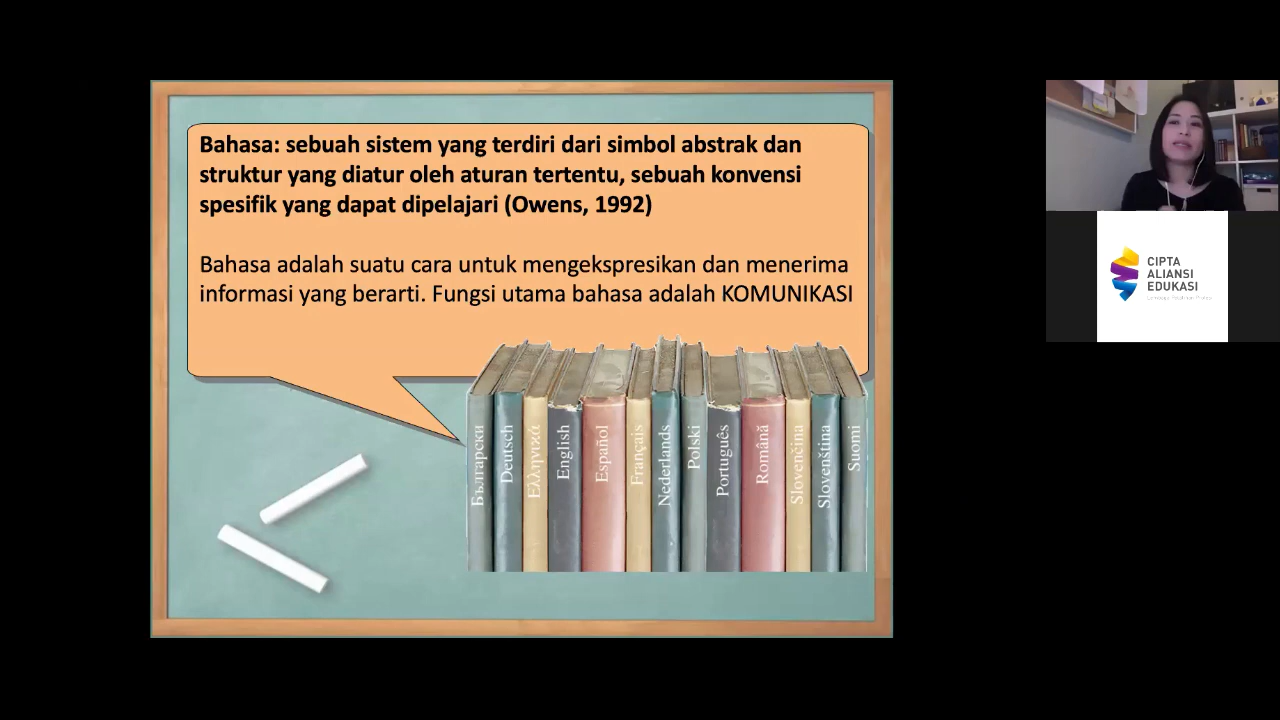 Bahasa: sebuah sistem yang terdiri dari simbol abstrak dan
struktur yang diatur oleh aturan tertentu, sebuah konvensi
spesifik yang dapat dipelajari (Owens, 1992)
Bahasa adalah suatu cara untuk mengekspresikan dan menerima
informasi yang berarti. Fungsi utama bahasa adalah KOMUNIKASI
Български
Deutsch
Ελληνικά
English
Español
Français
Nederlands
Polski
Português
Română
Slovenčina
Slovenština
Suomi
CIPTA
ALIANSI
EDUKASI